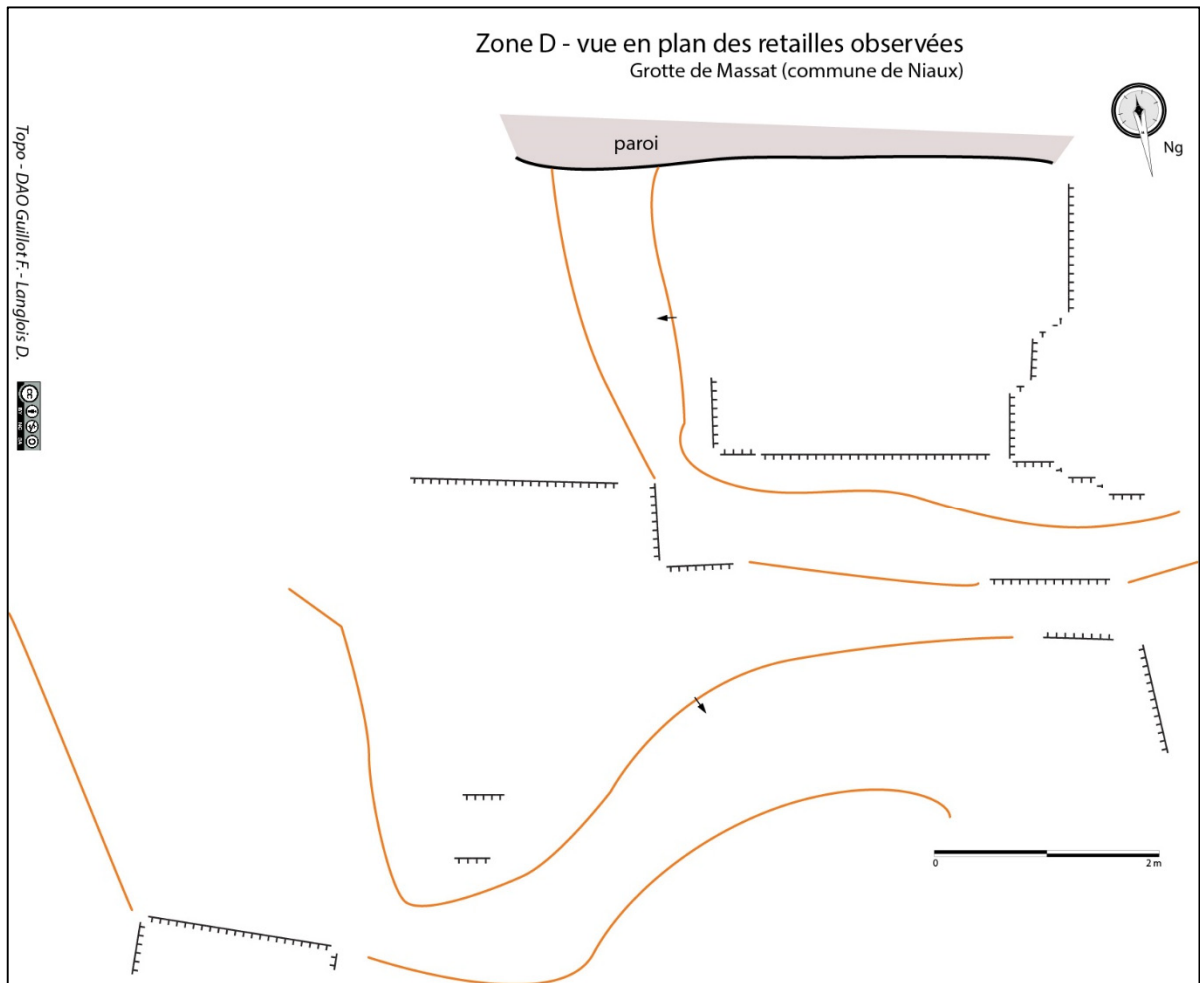 Zone D - vue en plan des retailles observées
Grotte de Massat (commune de Niaux)
Ng
paroi
Topo - DAO Guillot F. - Langlois D.
0
2 m